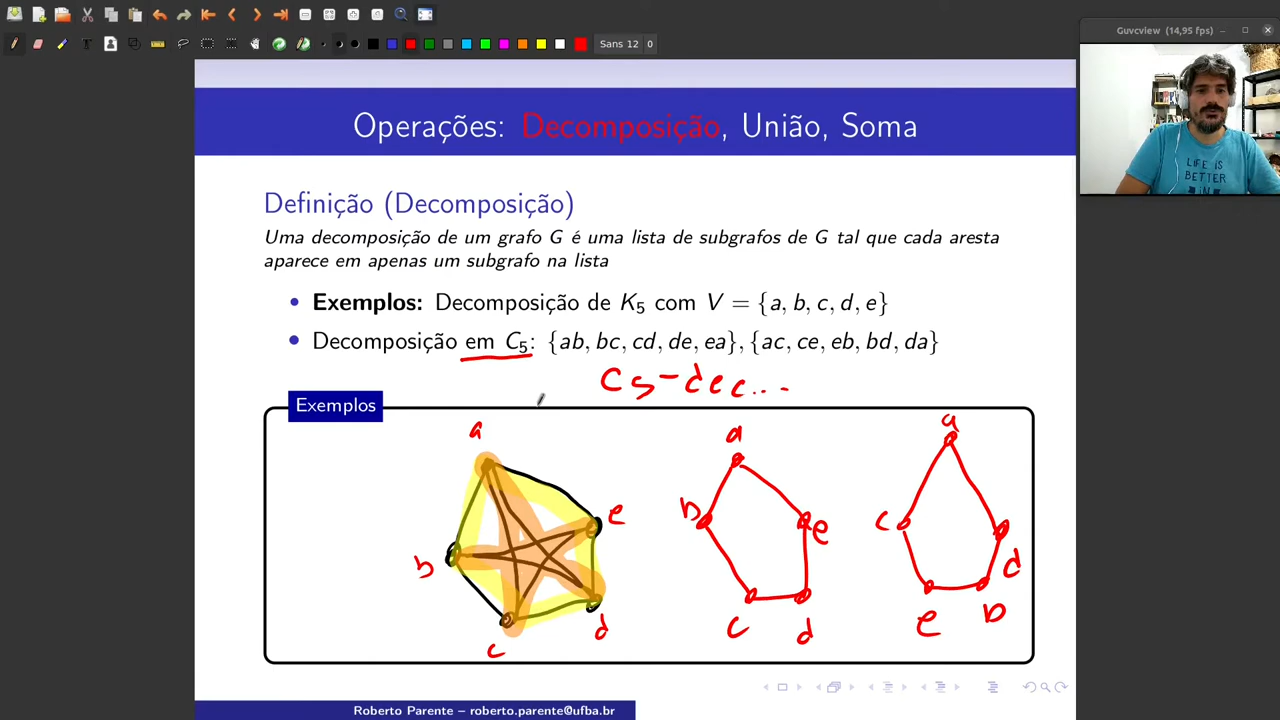 Guvcview (14,95 fps)
Sans 12 0
Operações: Decomposição, União, Soma
LIFE IS
BETTER
IN
Definição (Decomposição)
Uma decomposição de um grafo G é uma lista de subgrafos de G tal que cada aresta
aparece em apenas um subgrafo na lista
• Exemplos: Decomposição de K5 com V = {a, b, c, d, e}
• Decomposição em C5: {ab, bc, cd, de, ea}, {ac, ce, eb, bd, da}
C5-dec...
Exemplos
a
e
b
d
c
a
b
e
c
d
a
c
d
e
b
Roberto Parente – roberto.parente@ufba.br